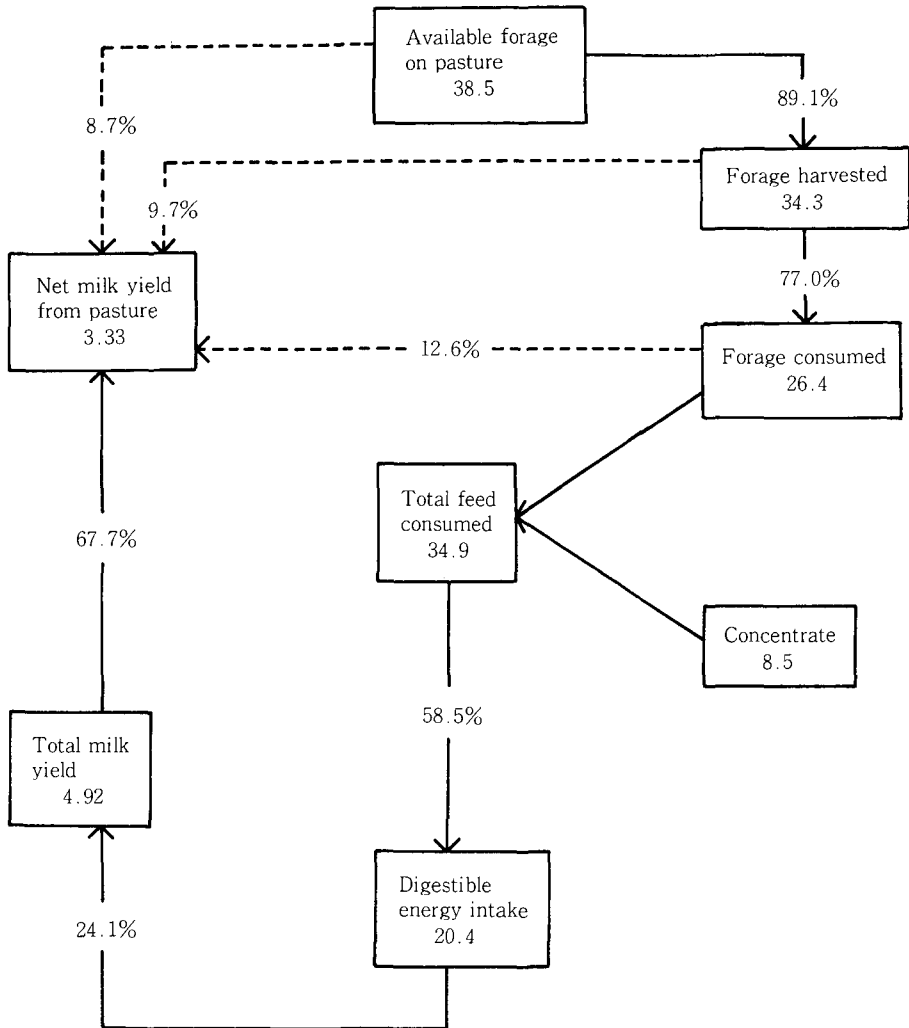 Available forage
on pasture
38.5
8.7%
89.1%
Forage harvested
34.3
9.7%
77.0%
Net milk yield
from pasture
3.33
12.6%
Forage consumed
26.4
Total feed
consumed
34.9
67.7%
Concentrate
8.5
58.5%
Total milk
yield
4.92
Digestible
energy intake
20.4
24.1%